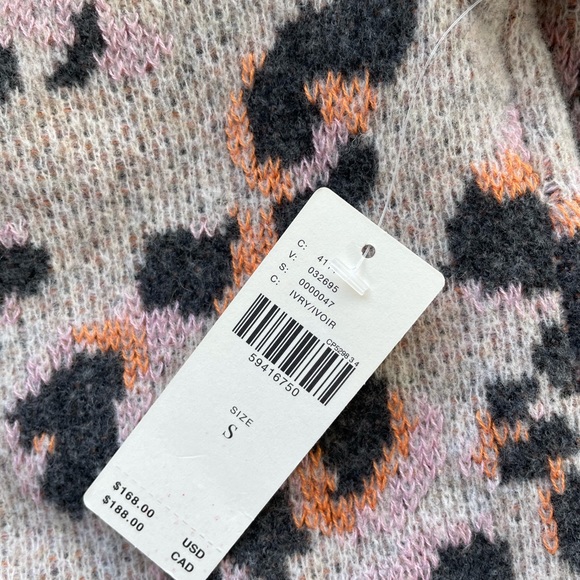 C: 41
V: 032695
S: 0000047
C: IVRY/IVOIR
CP5098 3 4
59416750
SIZE
S
$168.00 USD
$188.00 CAD